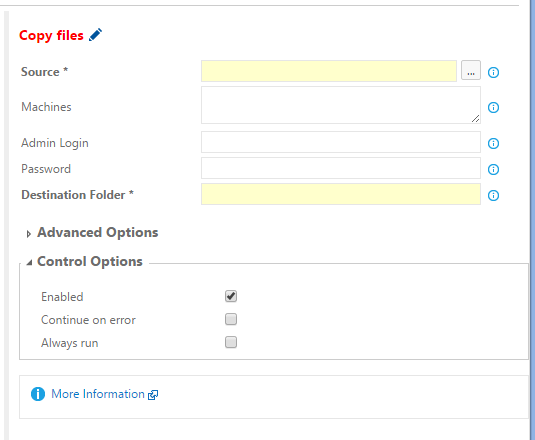 Copy files
Source *
...
Machines
Admin Login
Password
Destination Folder *
Advanced Options
Control Options
Enabled
Continue on error
Always run
More Information